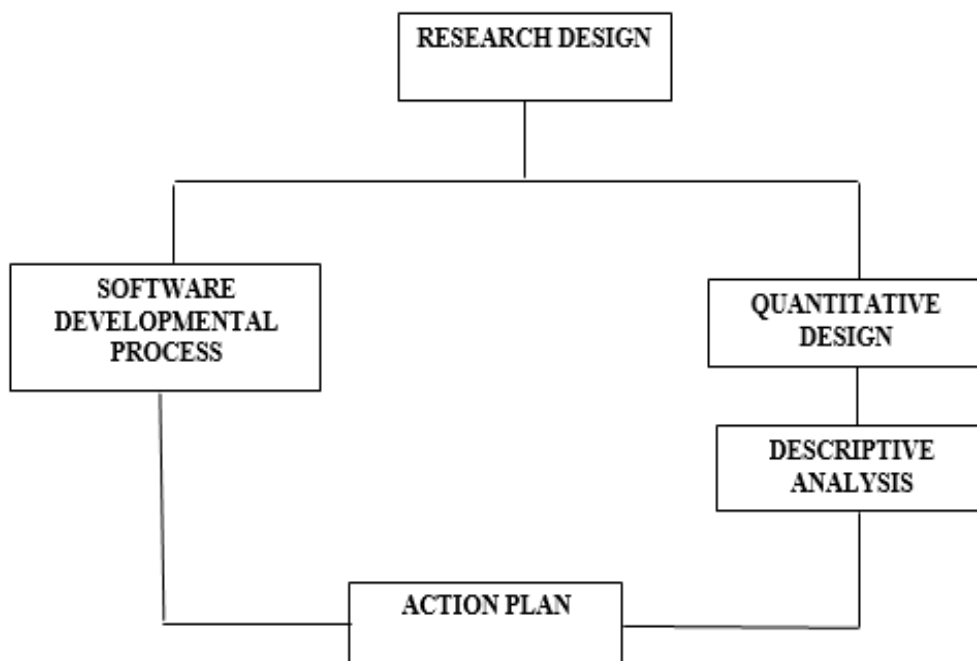 RESEARCH DESIGN
SOFTWARE
DEVELOPMENTAL
PROCESS
QUANTITATIVE
DESIGN
DESCRIPTIVE
ANALYSIS
ACTION PLAN